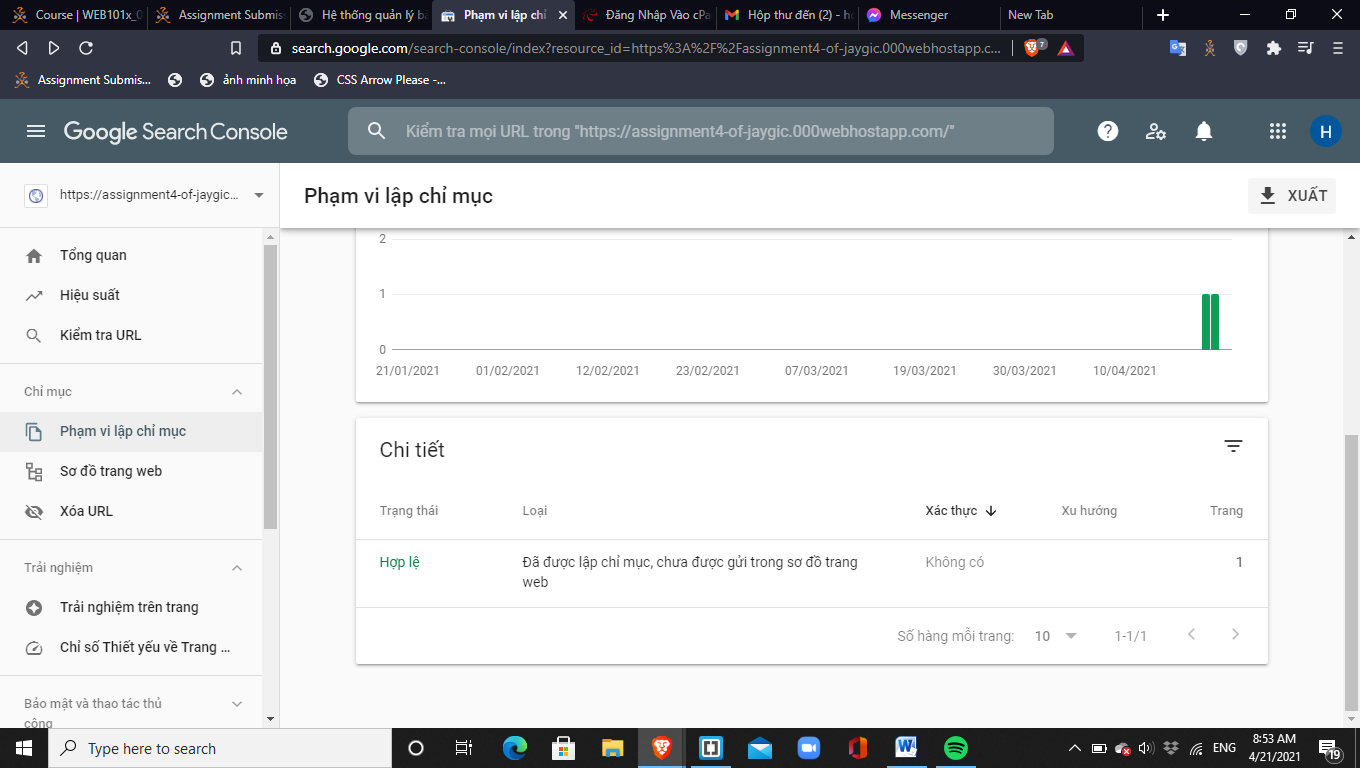 Course | WEB101x_0
Assignment Submiss
Hệ thống quản lý bá
Phạm vi lập chỉ
Đăng Nhập Vào cPa
Hộp thư đến (2) - ho
Messenger
New Tab
search.google.com/search-console/index?resource_id=https%3A%2F%2Fassignment4-of-jaygic.000webhostapp.c...
7
Assignment Submis...
ảnh minh họa
CSS Arrow Please -...
Google Search Console
Kiểm tra mọi URL trong "https://assignment4-of-jaygic.000webhostapp.com/"
H
https://assignment4-of-jaygic...
Phạm vi lập chỉ mục
XUẤT
Tổng quan
Hiệu suất
Kiểm tra URL
Chỉ mục
Phạm vi lập chỉ mục
Sơ đồ trang web
Xóa URL
Trải nghiệm
Trải nghiệm trên trang
Chỉ số Thiết yếu về Trang ...
Bảo mật và thao tác thủ
công
2
1
0
21/01/2021 01/02/2021 12/02/2021 23/02/2021 07/03/2021 19/03/2021 30/03/2021 10/04/2021
Chi tiết
Trạng thái Loại Xác thực Xu hướng Trang
Hợp lệ Đã được lập chỉ mục, chưa được gửi trong sơ đồ trang Không có 1
web
Số hàng mỗi trang: 10 1-1/1
Type here to search
ENG
8:53 AM
4/21/2021
19